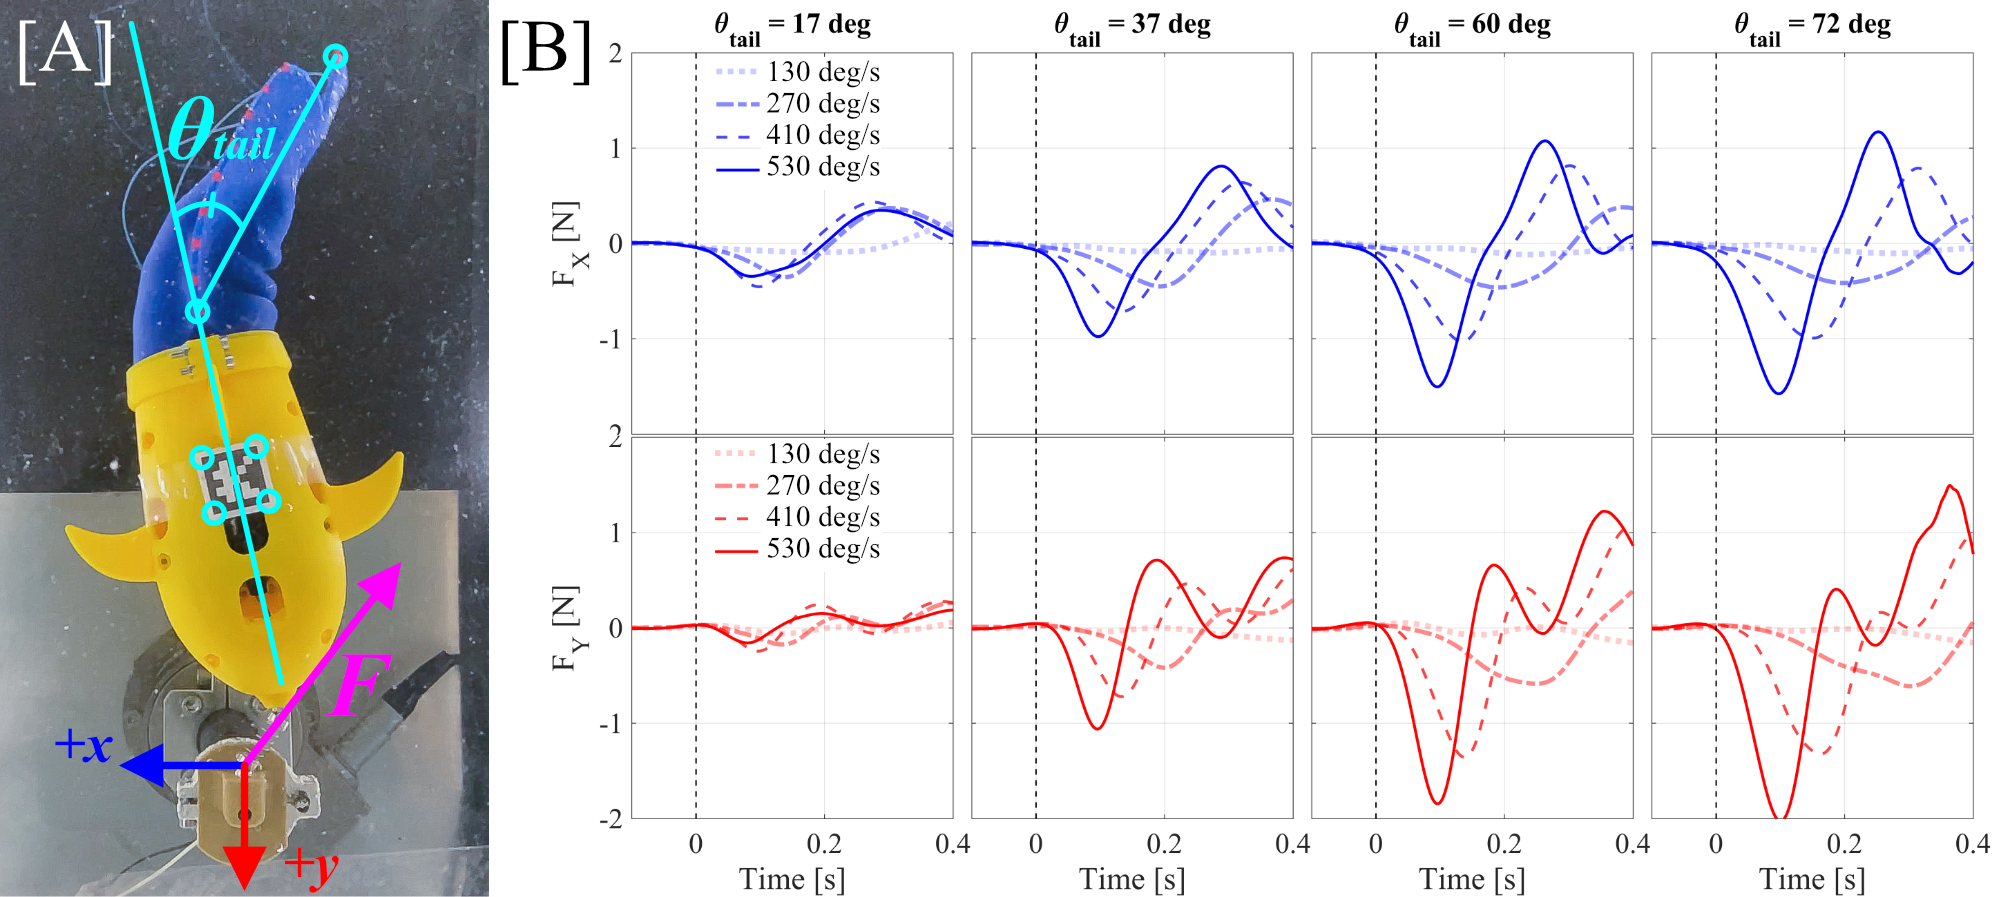 [A]
θtail
F
+x
+y
[B]
θtail = 17 deg
θtail = 37 deg
θtail = 60 deg
θtail = 72 deg
2
1
0
-1
2
FX [N]
130 deg/s
270 deg/s
410 deg/s
530 deg/s
2
1
0
-1
-2
FY [N]
130 deg/s
270 deg/s
410 deg/s
530 deg/s
0 0.2 0.4
0 0.2 0.4
0 0.2 0.4
0 0.2 0.4
Time [s]
Time [s]
Time [s]
Time [s]